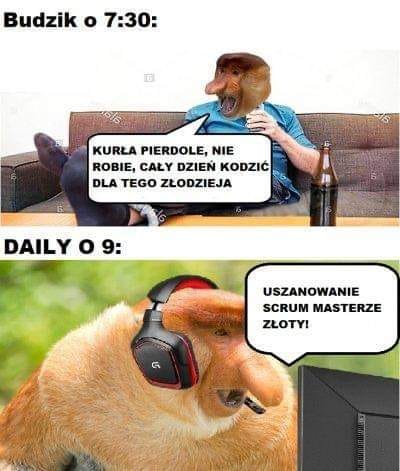 Budzik o 7:30:
KURŁA PIERDOLE, NIE
ROBIE, CAŁY DZIEŃ KODZIĆ
DLA TEGO ZŁODZIEJA
DAILY O 9:
USZANOWANIE
SCRUM MASTERZE
ZŁOTY!